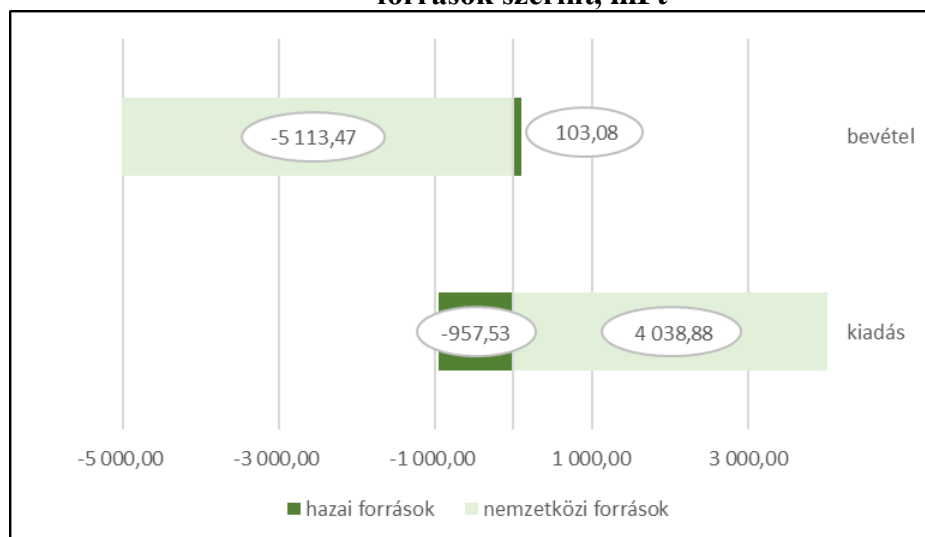 források szerint, mFt
-5 113,47
103,08
bevétel
-957,53
4 038,88
kiadás
-5 000,00
-3 000,00
-1 000,00
1 000,00
3 000,00
hazai források
nemzetközi források